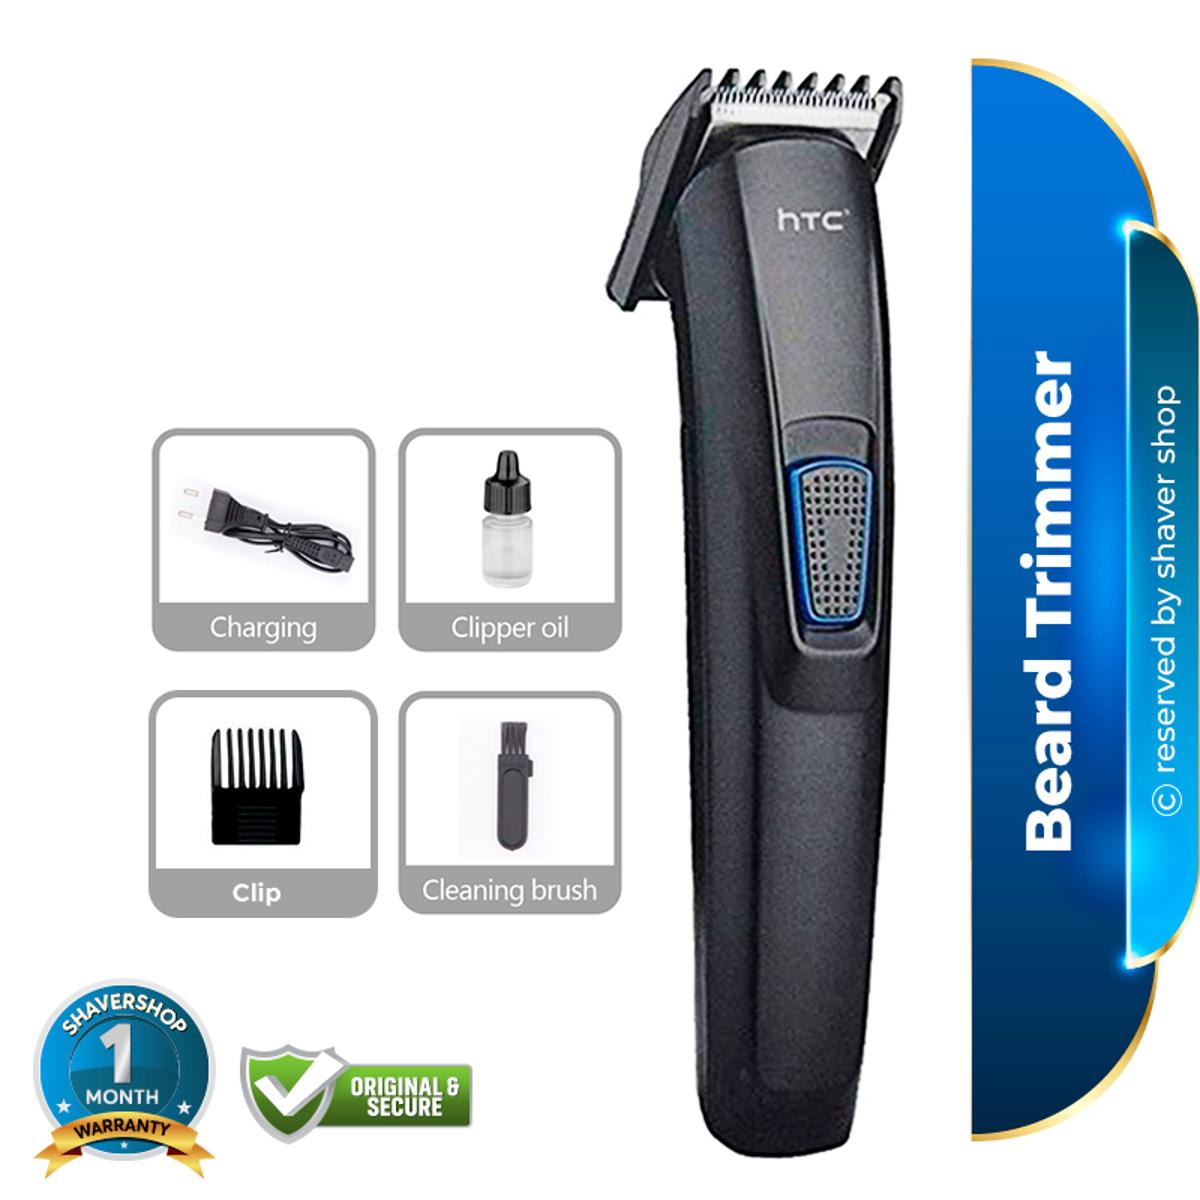 hTC
Charging
Clipper oil
Clip
Cleaning brush
SHAVERSHOP
1
MONTH
WARRANTY
ORIGINAL &
SECURE
Beard Trimmer
© reserved by shaver shop